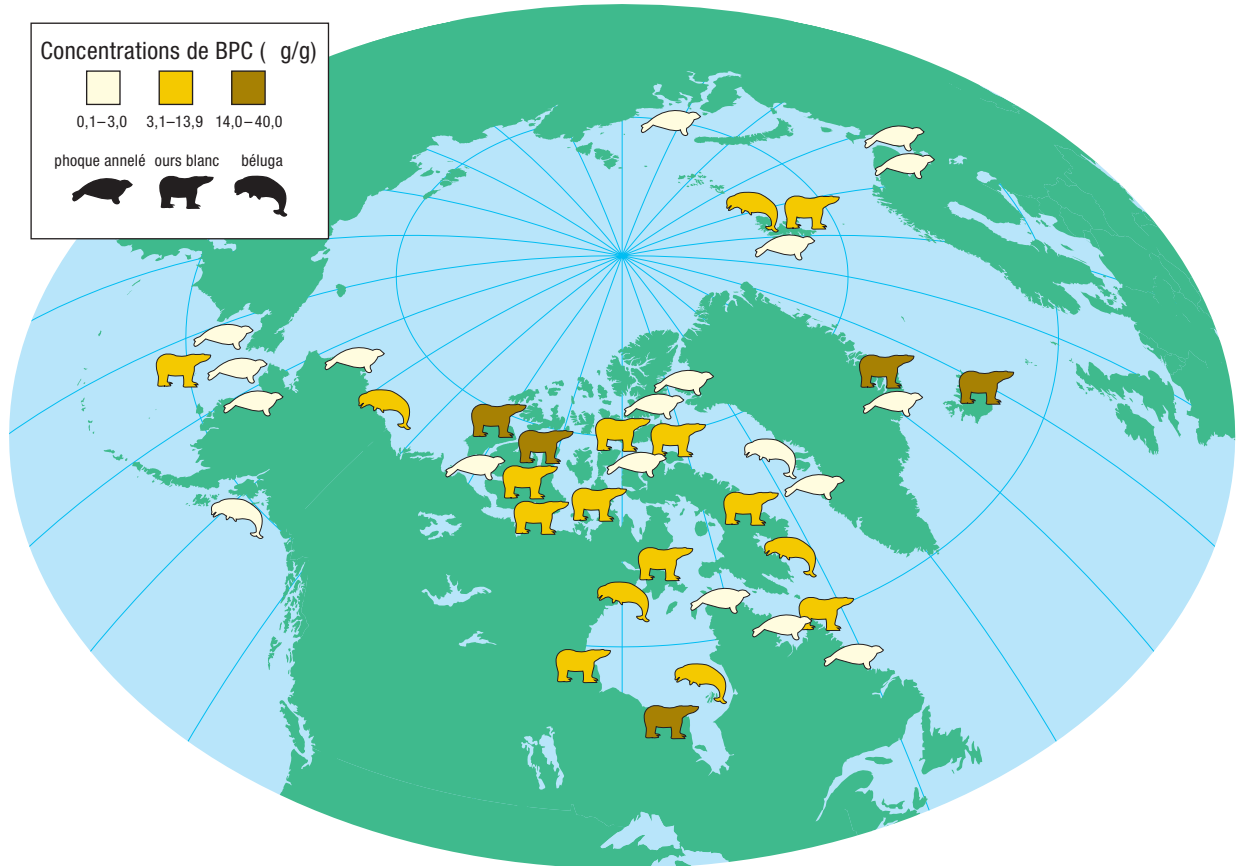 Concentrations de BPC ( g/g)
0,1–3,0 3,1–13,9 14,0–40,0
phoque annelé ours blanc béluga